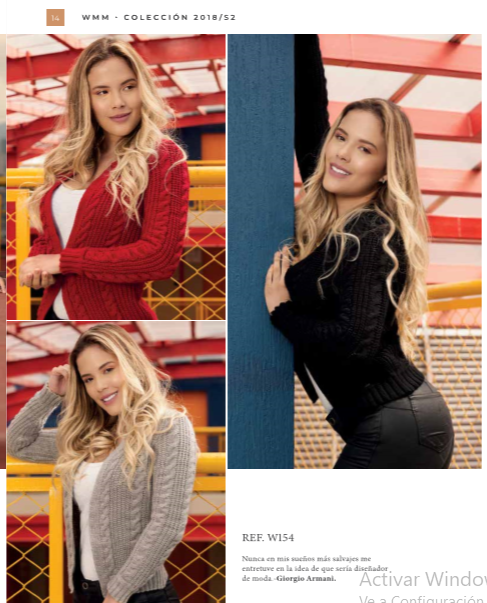 14 WMM - COLECCIÓN 2018/S2
REF. W154
Nunca en mis sueños más salvajes me
entretuve en la idea de que sería diseñador
de moda.-Giorgio Armani.
Activar Window
Ve a Configuración